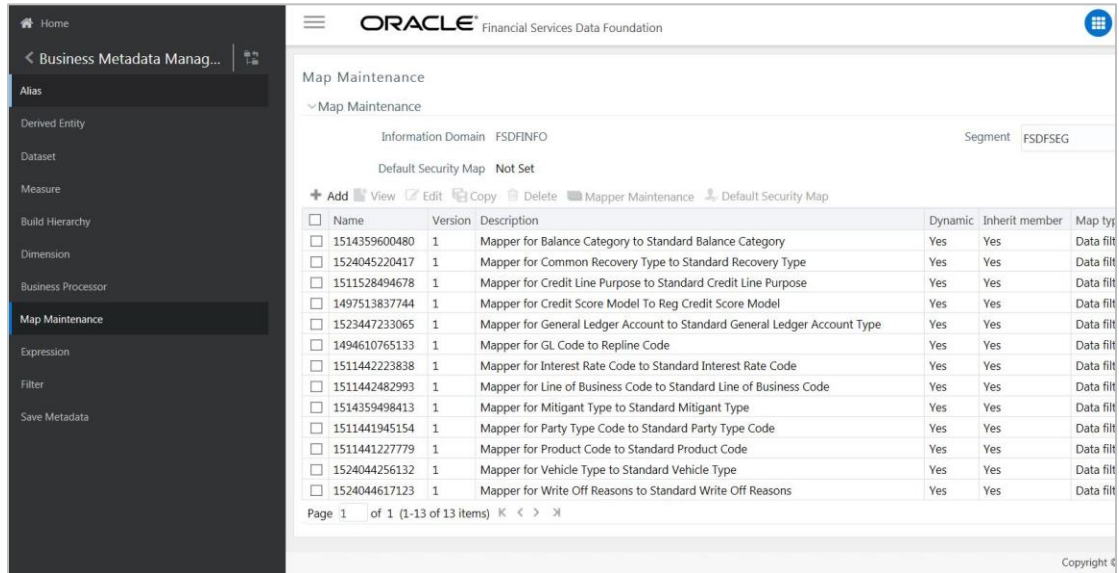 Home
Business Metadata Manag...
Alias
Derived Entity
Dataset
Measure
Build Hierarchy
Dimension
Business Processor
Map Maintenance
Expression
Filter
Save Metadata
ORACLE® Financial Services Data Foundation
Map Maintenance
Map Maintenance
Information Domain FSDFINFO Segment FSDFSEG
Default Security Map Not Set
Add View Edit Copy Delete Mapper Maintenance Default Security Map
Name Version Description Dynamic Inherit member Map typ
1514359600480 1 Mapper for Balance Category to Standard Balance Category Yes Yes Data filt
1524045220417 1 Mapper for Common Recovery Type to Standard Recovery Type Yes Yes Data filt
1511528494678 1 Mapper for Credit Line Purpose to Standard Credit Line Purpose Yes Yes Data filt
1497513837744 1 Mapper for Credit Score Model To Reg Credit Score Model Yes Yes Data filt
1523447233065 1 Mapper for General Ledger Account to Standard General Ledger Account Type Yes Yes Data filt
1494610765133 1 Mapper for GL Code to Repline Code Yes Yes Data filt
1511442223838 1 Mapper for Interest Rate Code to Standard Interest Rate Code Yes Yes Data filt
1511442482993 1 Mapper for Line of Business Code to Standard Line of Business Code Yes Yes Data filt
1514359498413 1 Mapper for Mitigant Type to Standard Mitigant Type Yes Yes Data filt
1511441945154 1 Mapper for Party Type Code to Standard Party Type Code Yes Yes Data filt
1511441227779 1 Mapper for Product Code to Standard Product Code Yes Yes Data filt
1524044256132 1 Mapper for Vehicle Type to Standard Vehicle Type Yes Yes Data filt
1524044617123 1 Mapper for Write Off Reasons to Standard Write Off Reasons Yes Yes Data filt
Page 1 of 1 (1-13 of 13 items)
Copyright ©